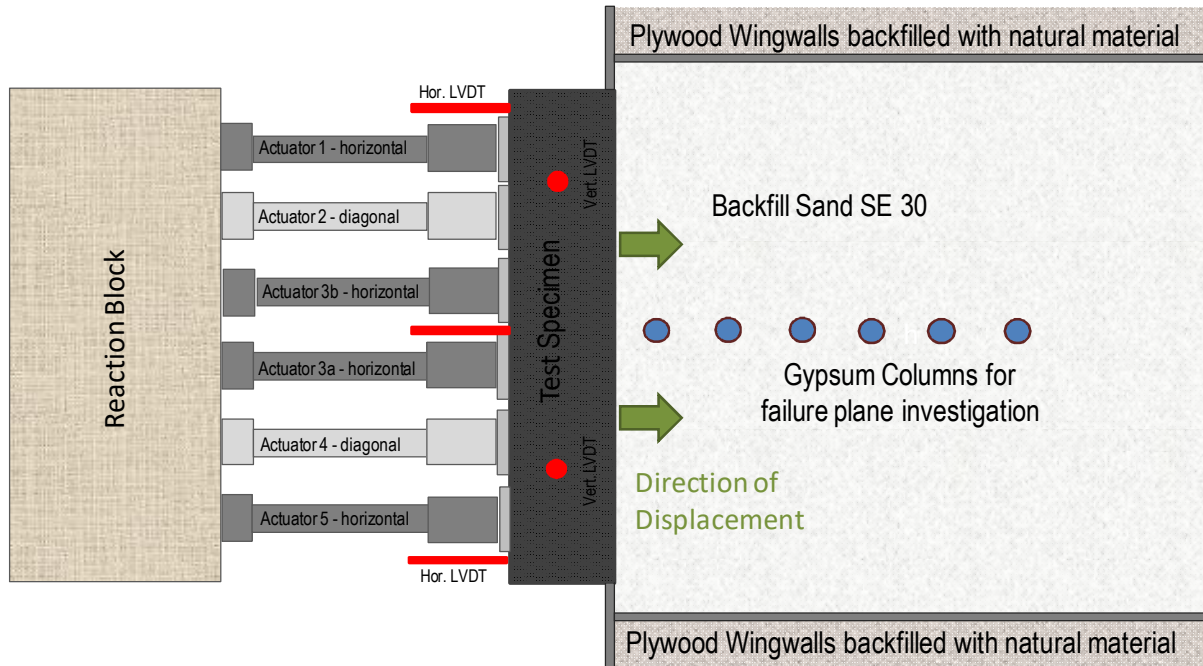 Plywood Wingwalls backfilled with natural material
Hor. LVDT
Actuator 1 - horizontal
Vert. LVDT
Actuator 2 - diagonal
Backfill Sand SE 30
Actuator 3b - horizontal
Reaction Block
Test Specimen
Actuator 3a - horizontal
Gypsum Columns for
failure plane investigation
Actuator 4 - diagonal
Vert. LVDT
Direction of
Displacement
Actuator 5 - horizontal
Hor. LVDT
Plywood Wingwalls backfilled with natural material